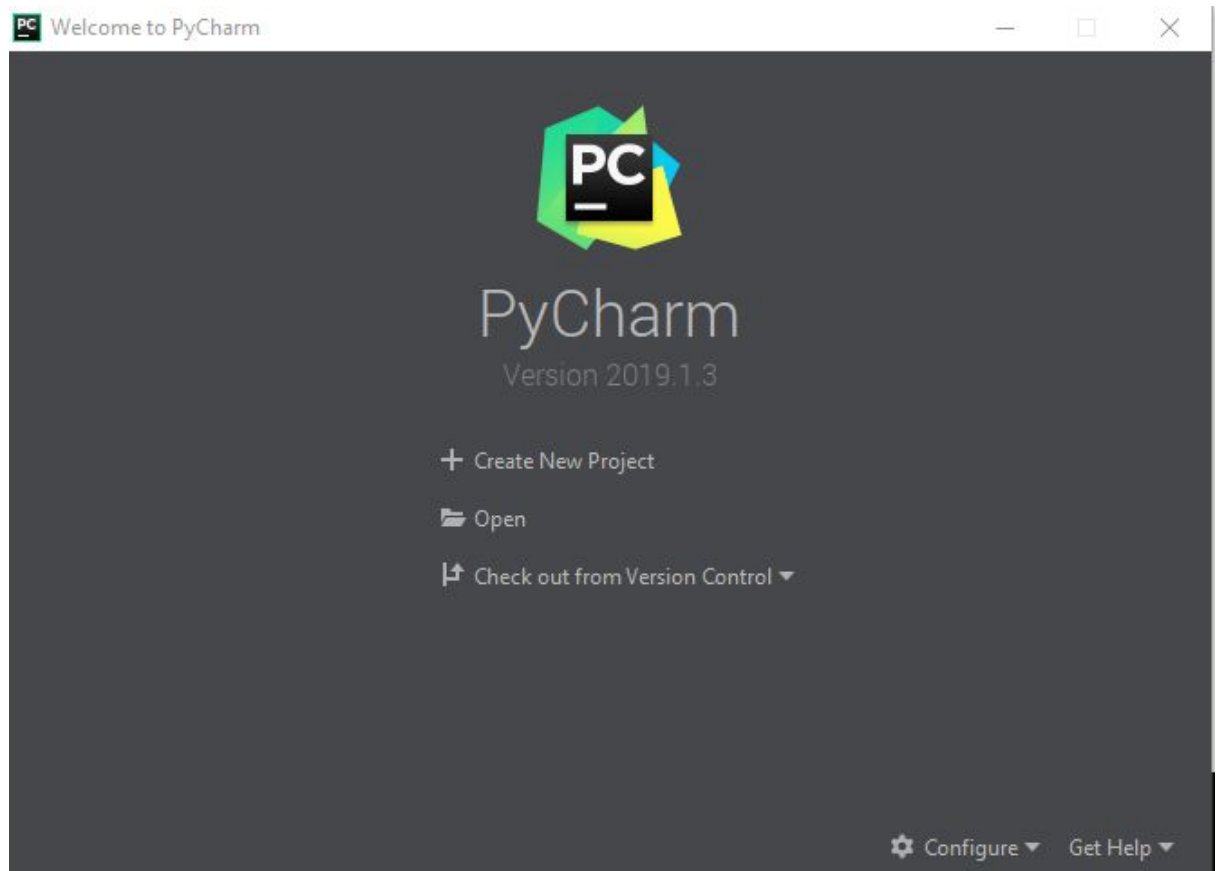 PC Welcome to PyCharm
PC
PyCharm
Version 2019.1.3
Create New Project
Open
Check out from Version Control
Configure Get Help